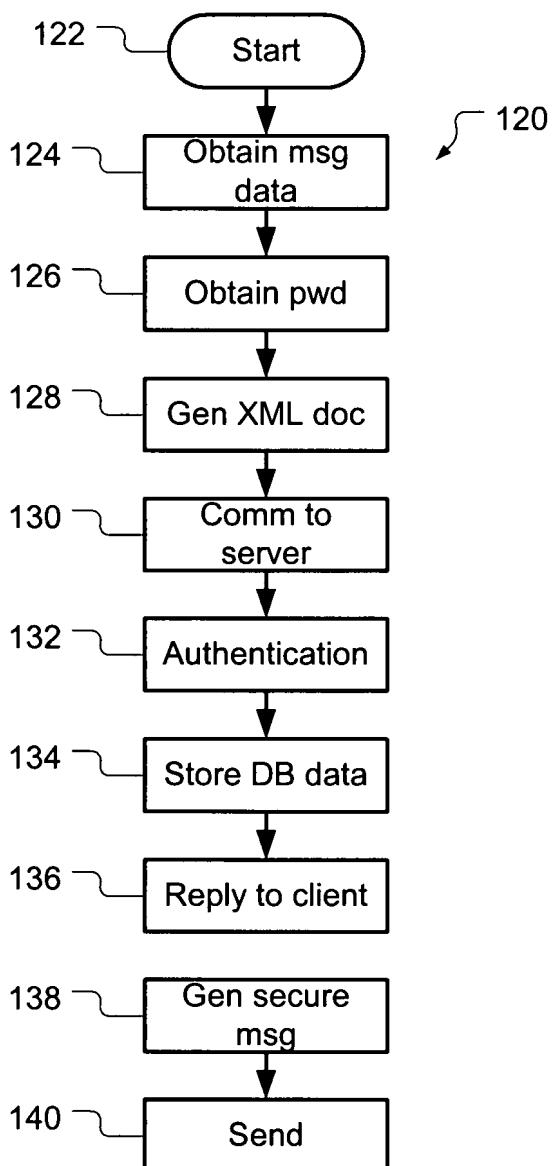 122
Start
120
124
Obtain msg
data
126
Obtain pwd
128
Gen XML doc
130
Comm to
server
132
Authentication
134
Store DB data
136
Reply to client
138
Gen secure
msg
140
Send